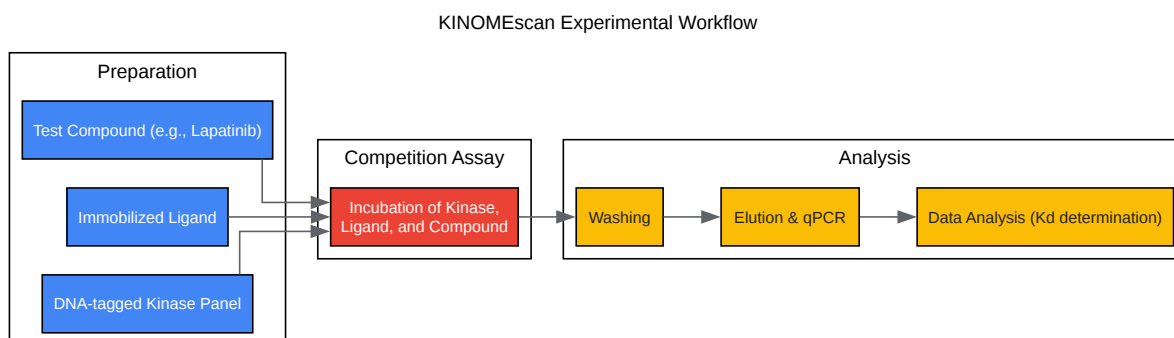 KINOMEscan Experimental Workflow
Preparation
Test Compound (e.g., Lapatinib)
Immobilized Ligand
DNA-tagged Kinase Panel
Competition Assay
Incubation of Kinase,
Ligand, and Compound
Analysis
Washing
Elution & qPCR
Data Analysis (Kd determination)